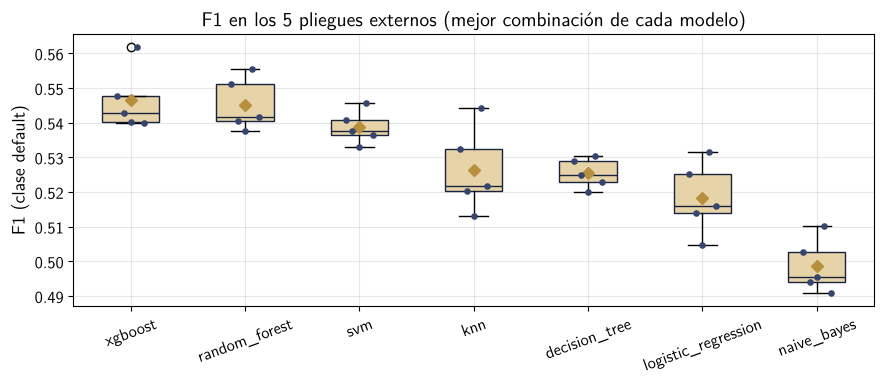 F1 en los 5 pliegues externos (mejor combinación de cada modelo)
F1 (clase default)
0.56
0.55
0.54
0.53
0.52
0.51
0.50
0.49
xgboost
random_forest
svm
knn
decision_tree
logistic_regression
naive_bayes